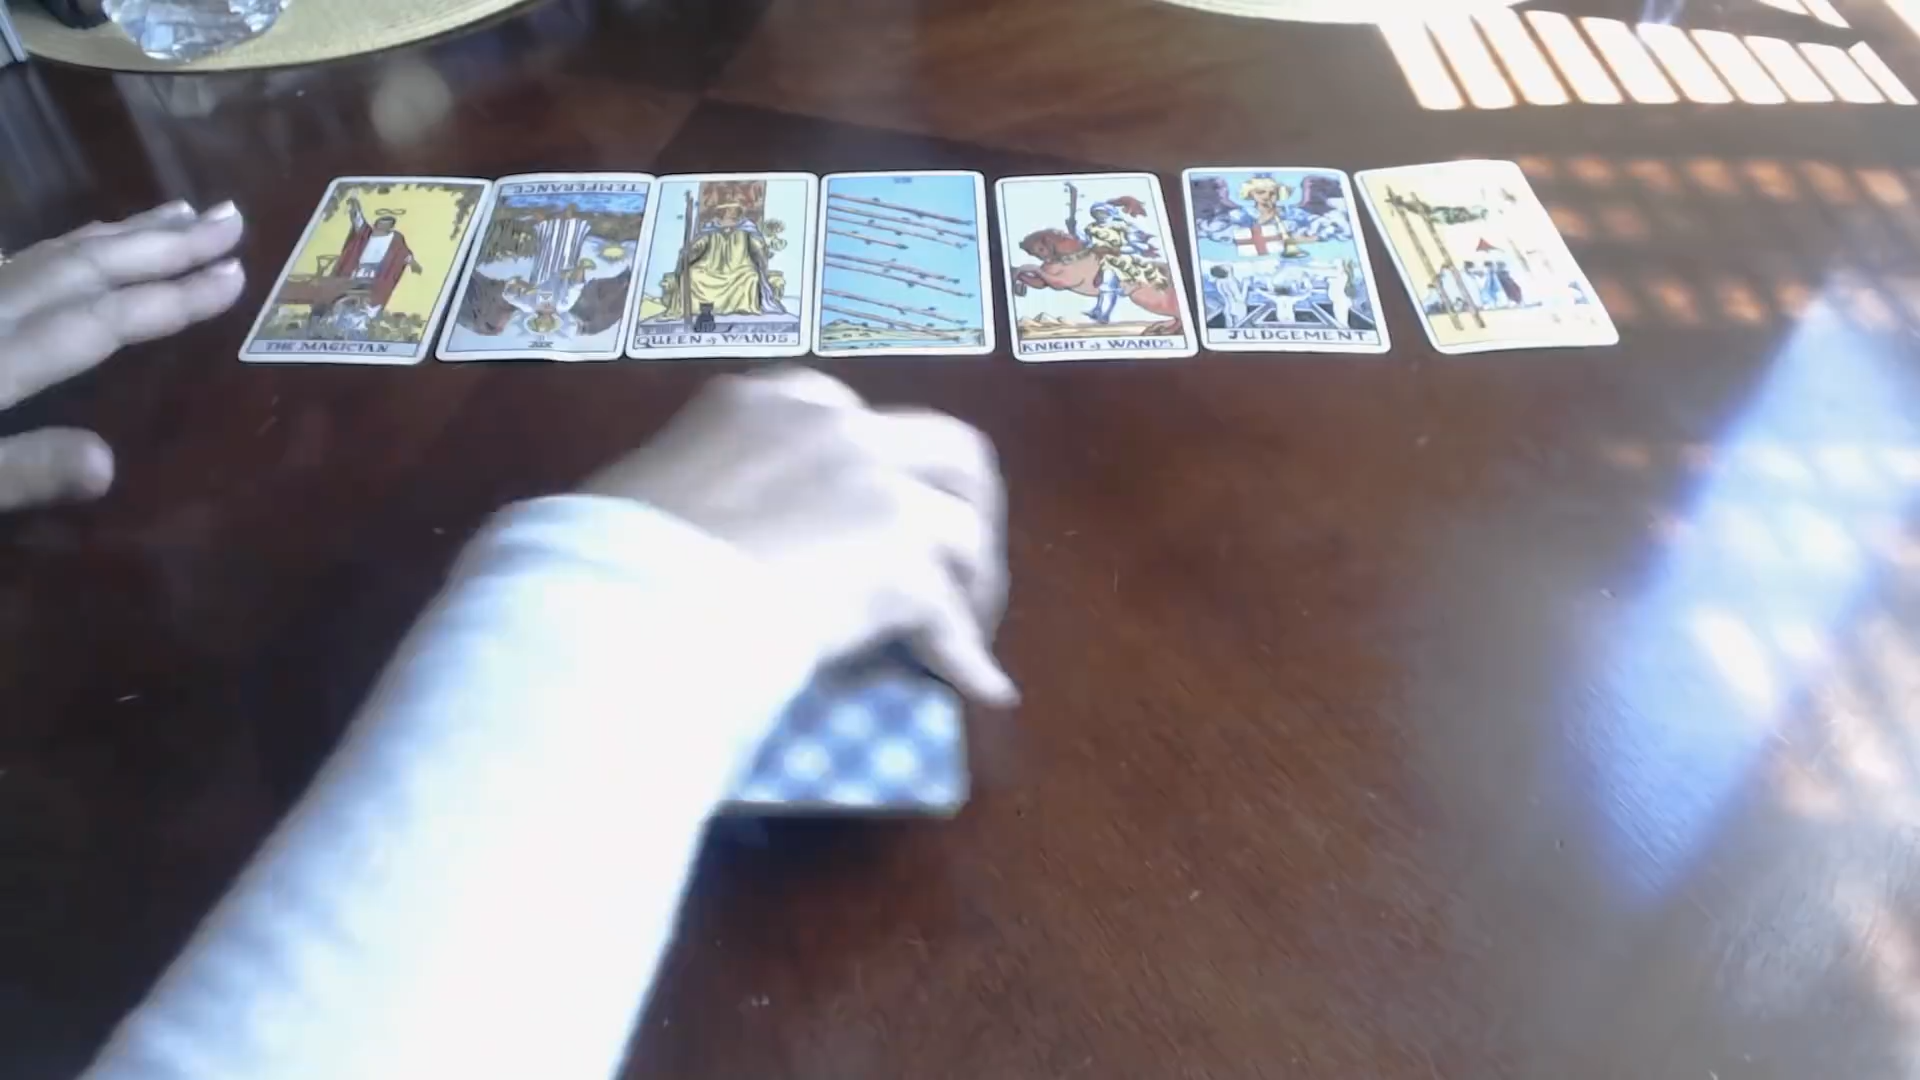 THE MAGICIAN
TEMPERANCE
QUEEN of WANDS.
KNIGHT of WANDS
JUDGEMENT.